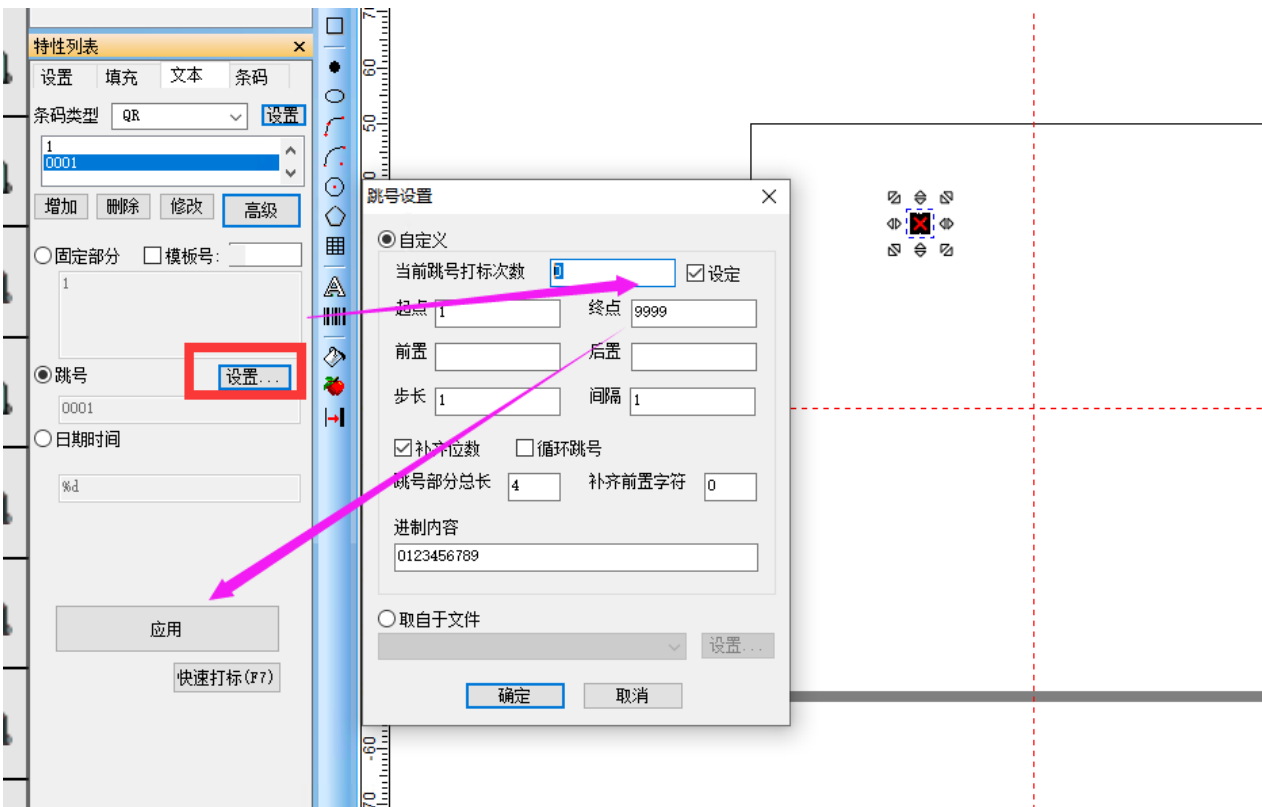 特性列表
设置 填充 文本 条码
条码类型 QR 设置
1
0001
增加 删除 修改 高级
固定部分 模板号:
1
跳号 设置...
0001
日期时间
%d
应用
快速打标(F7)
60
50
-60
跳号设置
自定义
当前跳号打标次数 0 设定
起点 1 终点 9999
前置 后置
步长 1 间隔 1
补齐位数 循环跳号
跳号部分总长 4 补齐前置字符 0
进制内容
0123456789
取自于文件
设置...
确定 取消